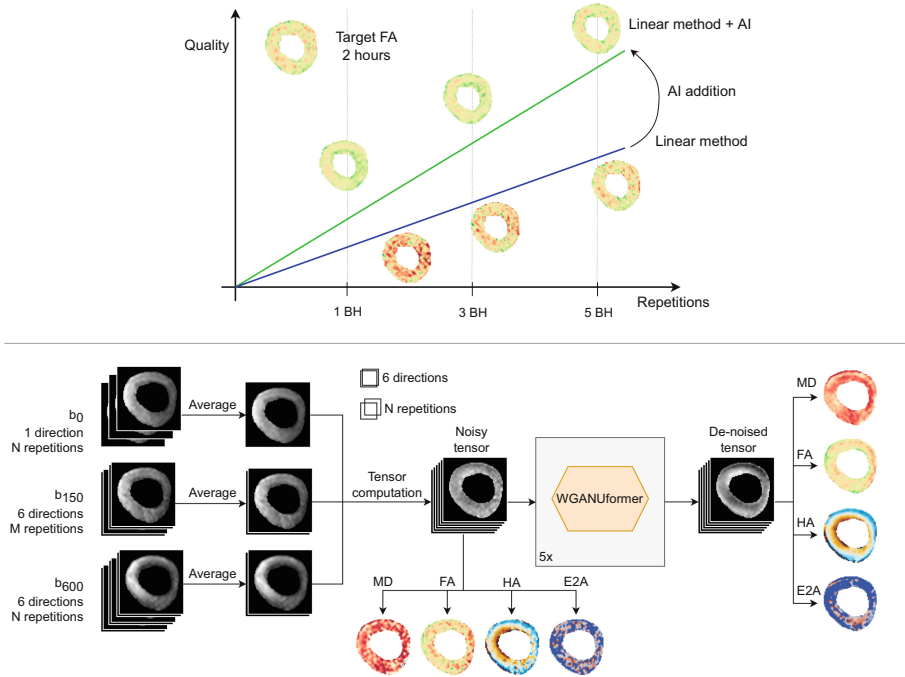 Quality
Target FA
2 hours
Linear method + AI
AI addition
Linear method
1 BH
3 BH
5 BH
Repetitions
b0
1 direction
N repetitions
Average
6 directions
N repetitions
b150
6 directions
M repetitions
Average
Tensor
computation
Noisy
tensor
WGANUformer
5x
De-noised
tensor
b600
6 directions
N repetitions
Average
MD
FA
HA
E2A
MD
FA
HA
E2A